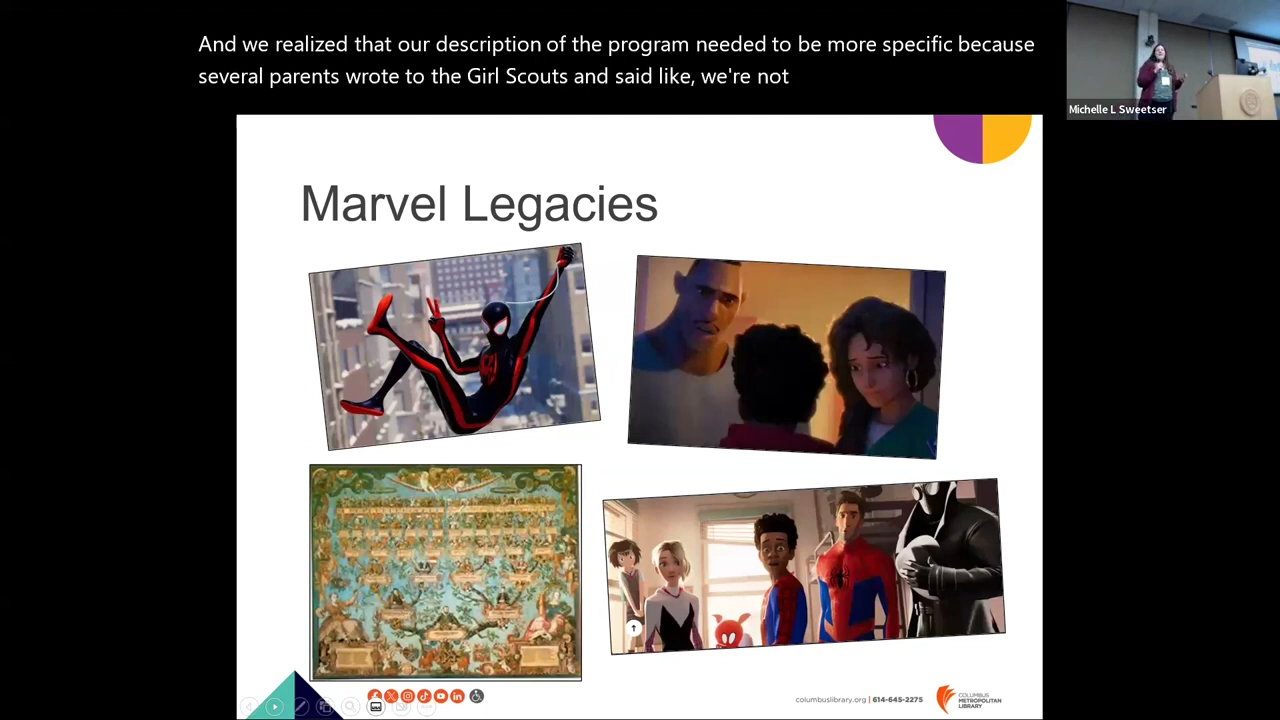 And we realized that our description of the program needed to be more specific because
several parents wrote to the Girl Scouts and said like, we're not
Michelle L Sweetser
Marvel Legacies
columbuslibrary.org | 614-645-2275
COLUMBUS
METROPOLITAN
LIBRARY